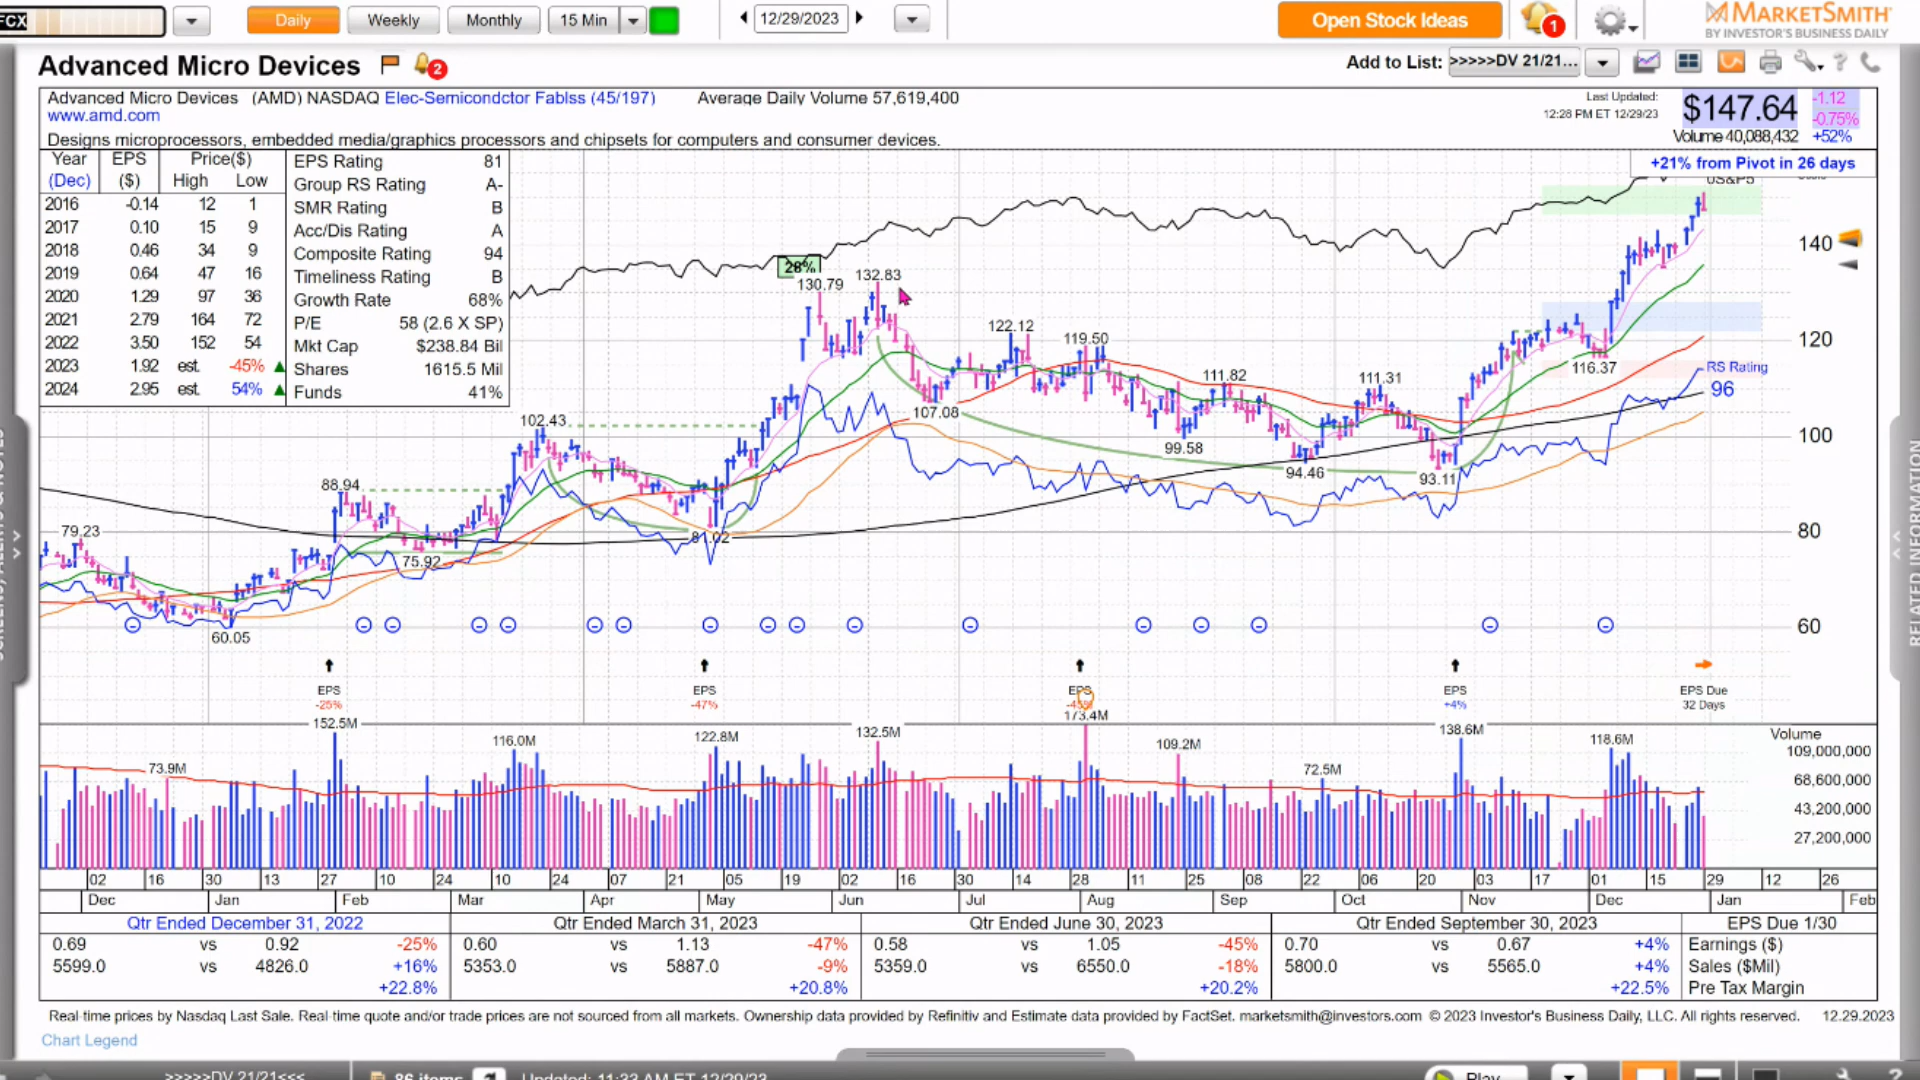 FCX
Daily
Weekly
Monthly
15 Min
12/29/2023
Open Stock Ideas
1
MARKETSMITH
BY INVESTOR'S BUSINESS DAILY
Advanced Micro Devices
2
Add to List: >>>>>DV 21/21...
Advanced Micro Devices (AMD) NASDAQ Elec-Semicondctor Fablss (45/197) Average Daily Volume 57,619,400
www.amd.com
Designs microprocessors, embedded media/graphics processors and chipsets for computers and consumer devices.
Last Updated:
12:28 PM ET 12/29/23
$147.64
-1.12
-0.75%
Volume 40,088,432 +52%
+21% from Pivot in 26 days
Year EPS Price($)
(Dec) ($) High Low
2016 -0.14 12 1
2017 0.10 15 9
2018 0.46 34 9
2019 0.64 47 16
2020 1.29 97 36
2021 2.79 164 72
2022 3.50 152 54
2023 1.92 est. -45%
2024 2.95 est. 54%
EPS Rating 81
Group RS Rating A-
SMR Rating B
Acc/Dis Rating A
Composite Rating 94
Timeliness Rating B
Growth Rate 68%
P/E 58 (2.6 X SP)
Mkt Cap $238.84 Bil
Shares 1615.5 Mil
Funds 41%
0S&P5
140
120
100
80
60
28%
130.79
132.83
122.12
119.50
111.82
111.31
116.37
RS Rating
96
102.43
107.08
99.58
94.46
93.11
88.94
79.23
75.92
81.02
60.05
EPS
-25%
EPS
-47%
EPS
-45%
EPS
+4%
EPS Due
32 Days
152.5M
116.0M
73.9M
122.8M
132.5M
173.4M
109.2M
72.5M
138.6M
118.6M
Volume
109,000,000
68,600,000
43,200,000
27,200,000
02 16 30 13 27 10 24 10 24 07 21 05 19 02 16 30 14 28 11 25 08 22 06 20 03 17 01 15 29 12 26
Dec Jan Feb Mar Apr May Jun Jul Aug Sep Oct Nov Dec Jan Feb
Qtr Ended December 31, 2022
0.69 vs 0.92 -25%
5599.0 vs 4826.0 +16%
+22.8%
Qtr Ended March 31, 2023
0.60 vs 1.13 -47%
5353.0 vs 5887.0 -9%
+20.8%
Qtr Ended June 30, 2023
0.58 vs 1.05 -45%
5359.0 vs 6550.0 -18%
+20.2%
Qtr Ended September 30, 2023
0.70 vs 0.67 +4%
5800.0 vs 5565.0 +4%
+22.5%
EPS Due 1/30
Earnings ($)
Sales ($Mil)
Pre Tax Margin
Real-time prices by Nasdaq Last Sale. Real-time quote and/or trade prices are not sourced from all markets. Ownership data provided by Refinitiv and Estimate data provided by FactSet. marketsmith@investors.com © 2023 Investor's Business Daily, LLC. All rights reserved. 12.29.2023
Chart Legend
RELATED INFORMATION
>>>>>DV 21/21<<<
86 items
Updated: 11:33 AM ET 12/29/23
Play